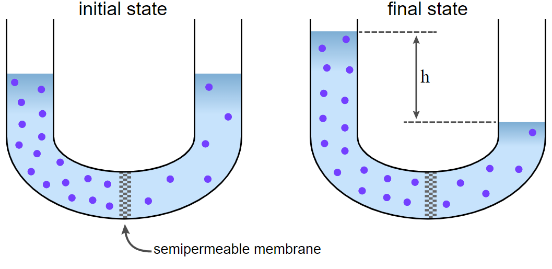 initial state
final state
h
semipermeable membrane